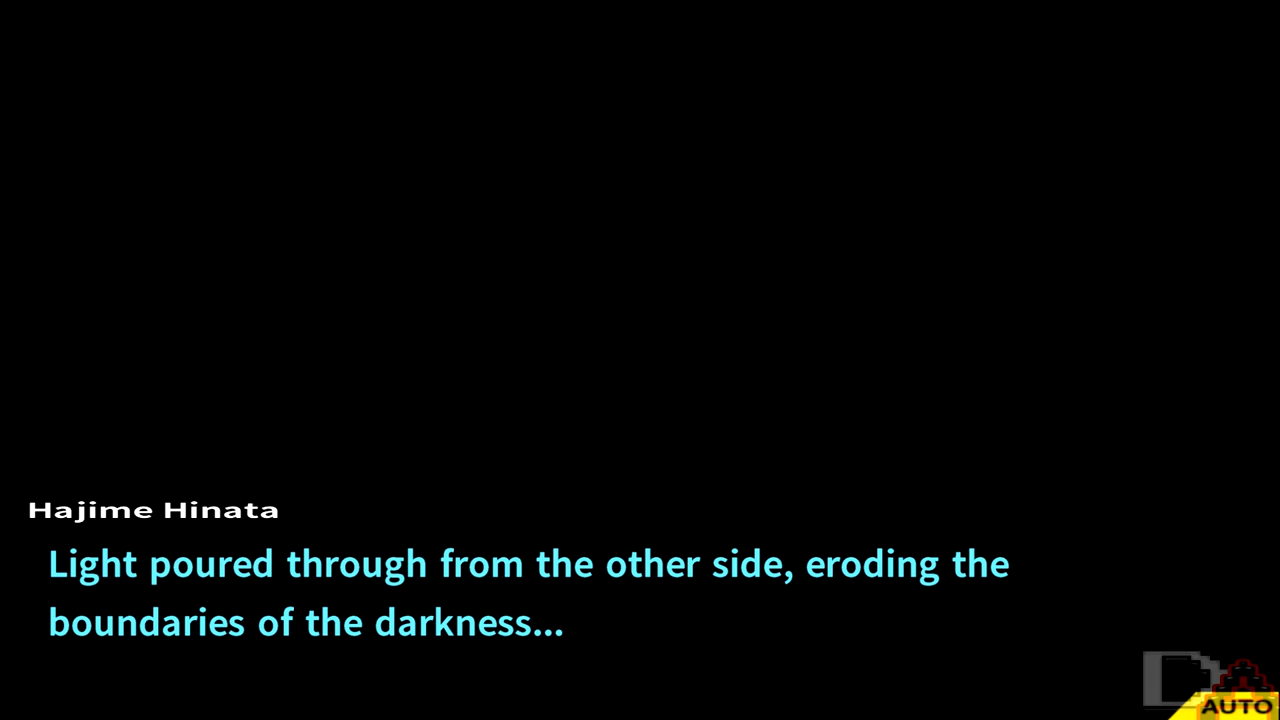 Hajime Hinata
Light poured through from the other side, eroding the
boundaries of the darkness...
AUTO